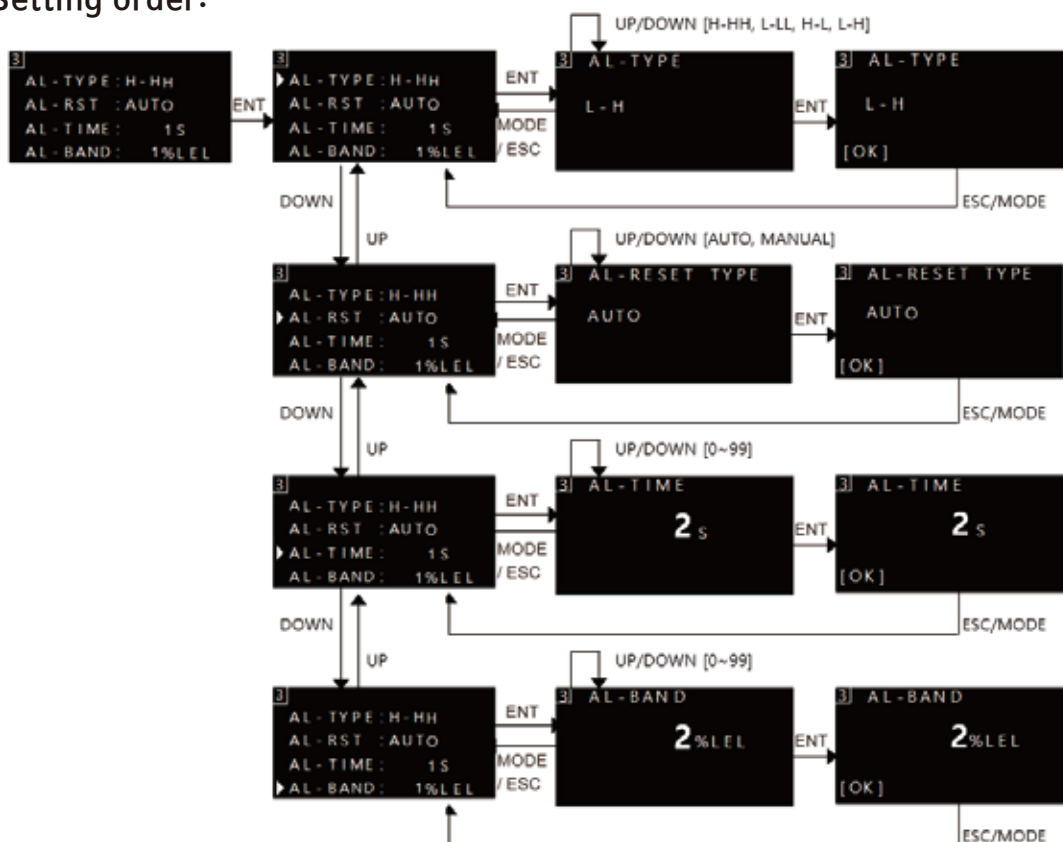 Setting order:
UP/DOWN [H-HH, L-LL, H-L, L-H]
3
AL-TYPE:H-HH
AL-RST :AUTO
AL-TIME: 1S
AL-BAND: 1%LEL
ENT
3
AL-TYPE:H-HH
AL-RST :AUTO
AL-TIME: 1S
AL-BAND: 1%LEL
ENT
MODE
/ ESC
3 AL-TYPE
L-H
ENT
3 AL-TYPE
L-H
[OK]
ESC/MODE
DOWN
UP
UP/DOWN [AUTO, MANUAL]
3
AL-TYPE:H-HH
AL-RST :AUTO
AL-TIME: 1S
AL-BAND: 1%LEL
ENT
MODE
/ ESC
3 AL-RESET TYPE
AUTO
ENT
3 AL-RESET TYPE
AUTO
[OK]
ESC/MODE
DOWN
UP
UP/DOWN [0~99]
3
AL-TYPE:H-HH
AL-RST :AUTO
AL-TIME: 1S
AL-BAND: 1%LEL
ENT
MODE
/ ESC
3 AL-TIME
2 S
ENT
3 AL-TIME
2 S
[OK]
ESC/MODE
DOWN
UP
UP/DOWN [0~99]
3
AL-TYPE:H-HH
AL-RST :AUTO
AL-TIME: 1S
AL-BAND: 1%LEL
ENT
MODE
/ ESC
3 AL-BAND
2%LEL
ENT
3 AL-BAND
2%LEL
[OK]
ESC/MODE